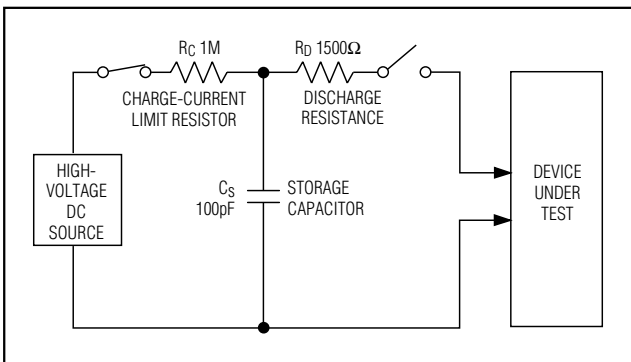 RC 1M
CHARGE-CURRENT
LIMIT RESISTOR
RD 1500Ω
DISCHARGE
RESISTANCE
HIGH-
VOLTAGE
DC
SOURCE
CS
100pF
STORAGE
CAPACITOR
DEVICE
UNDER
TEST